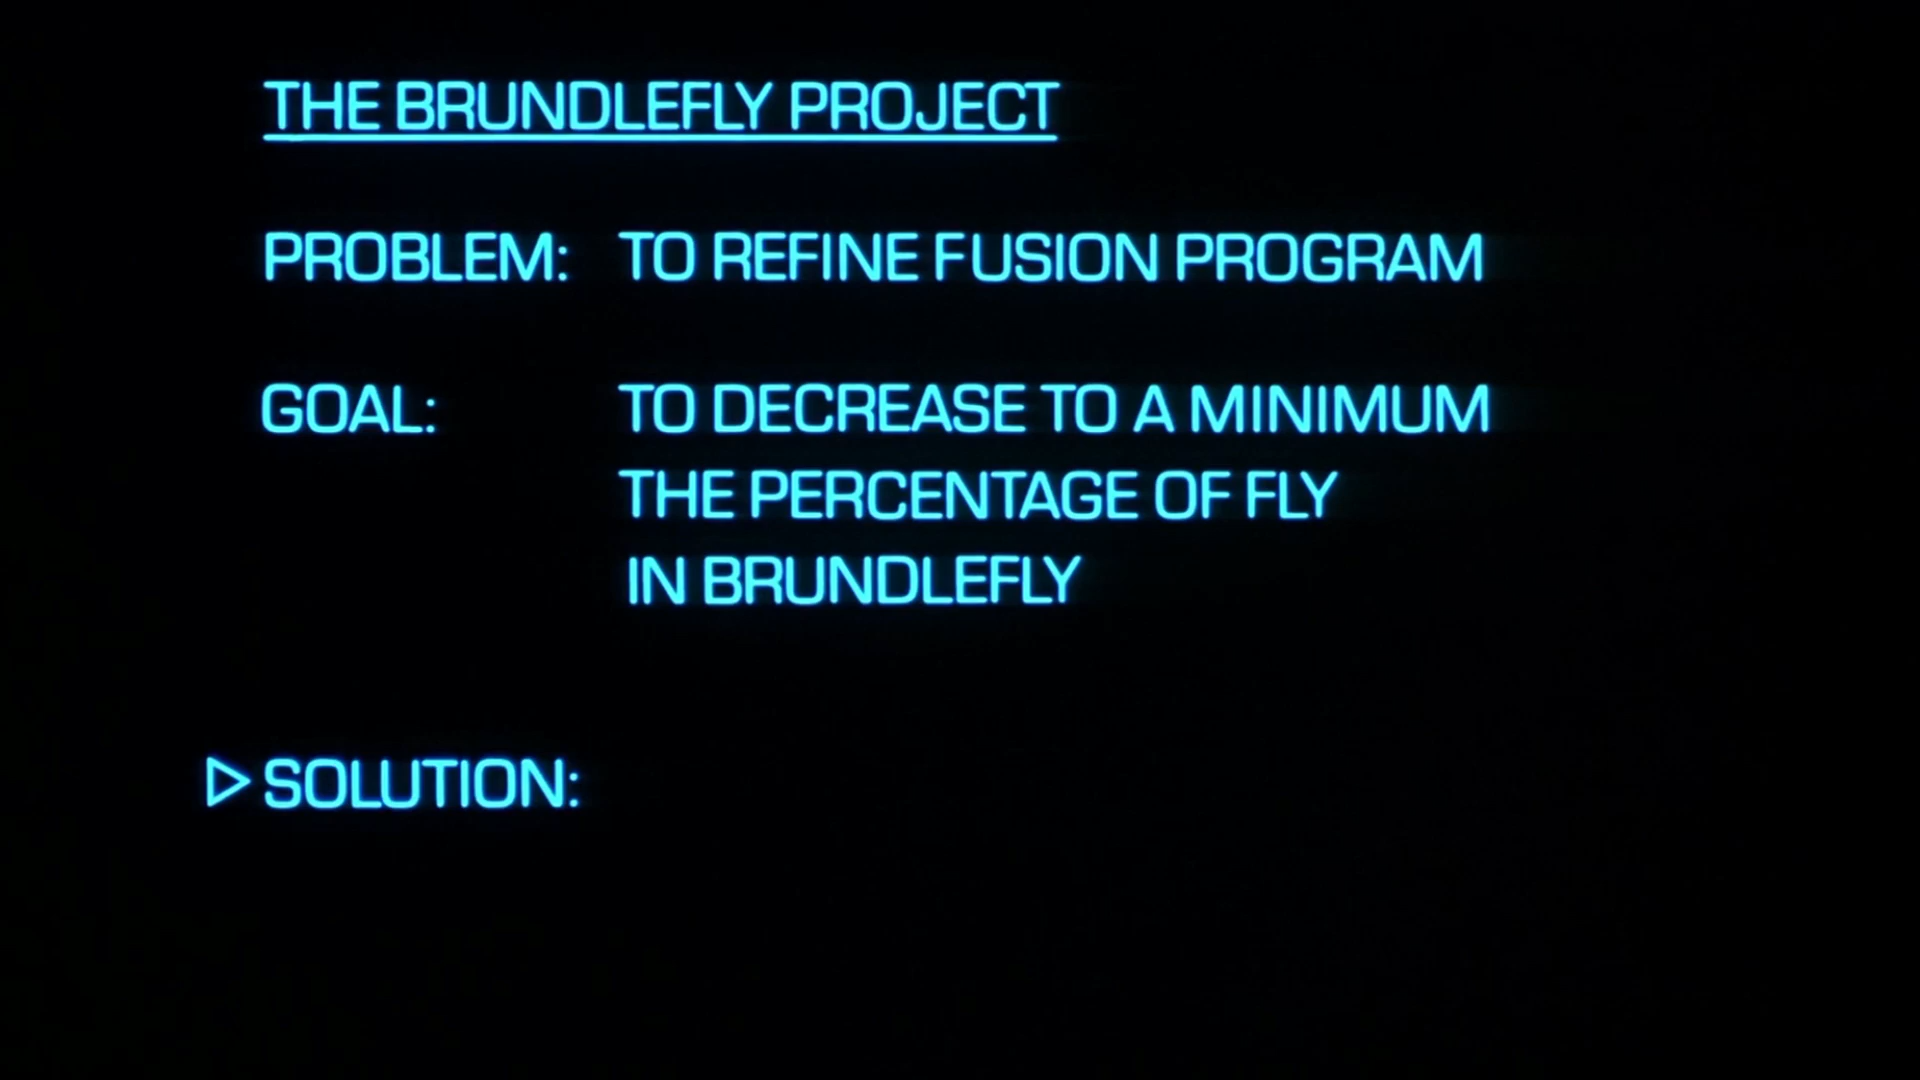 THE BRUNDLEFLY PROJECT
PROBLEM: TO REFINE FUSION PROGRAM
GOAL: TO DECREASE TO A MINIMUM
THE PERCENTAGE OF FLY
IN BRUNDLEFLY
▷SOLUTION: